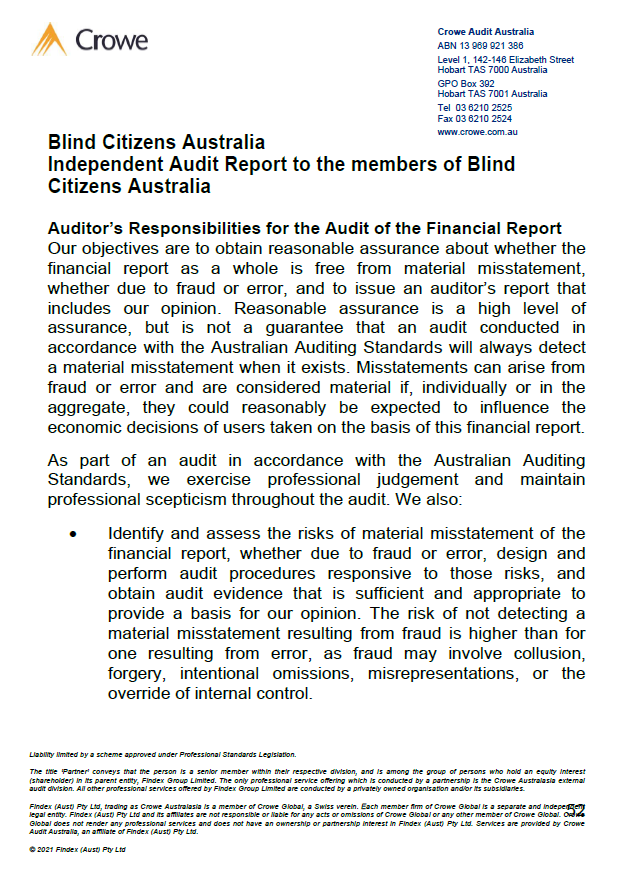 Crowe
Crowe Audit Australia
ABN 13 969 921 386
Level 1, 142-146 Elizabeth Street
Hobart TAS 7000 Australia
GPO Box 392
Hobart TAS 7001 Australia
Tel 03 6210 2525
Fax 03 6210 2524
www.crowe.com.au
Blind Citizens Australia
Independent Audit Report to the members of Blind
Citizens Australia
Auditor's Responsibilities for the Audit of the Financial Report
Our objectives are to obtain reasonable assurance about whether the
financial report as a whole is free from material misstatement,
whether due to fraud or error, and to issue an auditor's report that
includes our opinion. Reasonable assurance is a high level of
assurance, but is not a guarantee that an audit conducted in
accordance with the Australian Auditing Standards will always detect
a material misstatement when it exists. Misstatements can arise from
fraud or error and are considered material if, individually or in the
aggregate, they could reasonably be expected to influence the
economic decisions of users taken on the basis of this financial report.
As part of an audit in accordance with the Australian Auditing
Standards, we exercise professional judgement and maintain
professional scepticism throughout the audit. We also:
• Identify and assess the risks of material misstatement of the
financial report, whether due to fraud or error, design and
perform audit procedures responsive to those risks, and
obtain audit evidence that is sufficient and appropriate to
provide a basis for our opinion. The risk of not detecting a
material misstatement resulting from fraud is higher than for
one resulting from error, as fraud may involve collusion,
forgery, intentional omissions, misrepresentations, or the
override of internal control.
Liability limited by a scheme approved under Professional Standards Legislation.
The title 'Partner' conveys that the person is a senior member within their respective division, and is among the group of persons who hold an equity interest
(shareholder) in its parent entity, Findex Group Limited. The only professional service offering which is conducted by a partnership is the Crowe Australasia external
audit division. All other professional services offered by Findex Group Limited are conducted by a privately owned organisation and/or its subsidiaries.
Findex (Aust) Pty Ltd, trading as Crowe Australasia is a member of Crowe Global, a Swiss verein. Each member firm of Crowe Global is a separate and independent
legal entity. Findex (Aust) Pty Ltd and its affiliates are not responsible or liable for any acts or omissions of Crowe Global or any other member of Crowe Global. Crowe
Global does not render any professional services and does not have an ownership or partnership interest in Findex (Aust) Pty Ltd. Services are provided by Crowe
Audit Australia, an affiliate of Findex (Aust) Pty Ltd.
52
© 2021 Findex (Aust) Pty Ltd